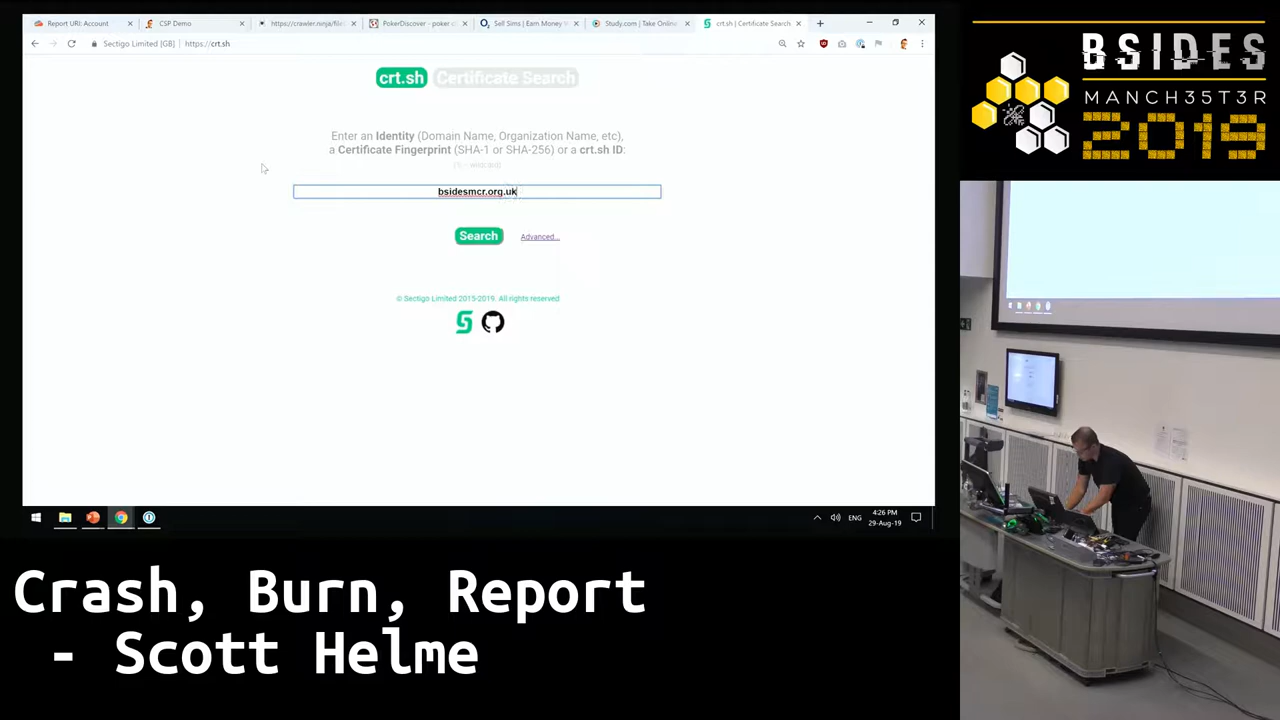 Report URI: Account
CSP Demo
https://crawler.ninja/file
PokerDiscover - poker c
Sell Sims | Earn Money
Study.com | Take Online
crt.sh | Certificate Search
Sectigo Limited [GB] | https://crt.sh
crt.sh Certificate Search
Enter an Identity (Domain Name, Organization Name, etc),
a Certificate Fingerprint (SHA-1 or SHA-256) or a crt.sh ID:
(% = wildcard)
bsidesmcr.org.uk
Search Advanced...
© Sectigo Limited 2015-2019. All rights reserved.
ENG
4:26 PM
29-Aug-19
BSIDES
MANCH35T3R
2019
Crash, Burn, Report
- Scott Helme